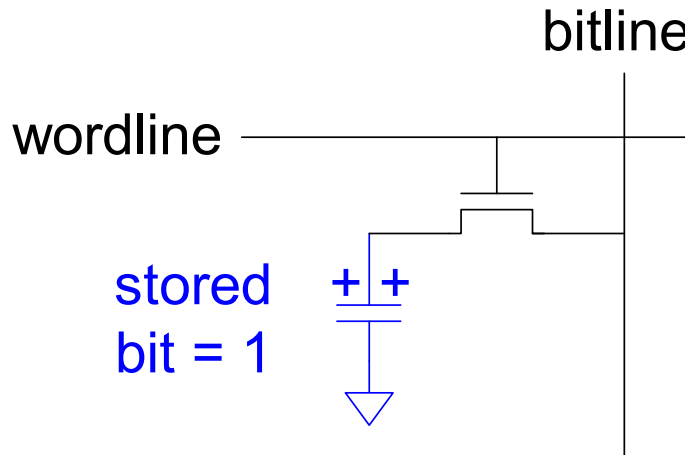 bitline
wordline
stored
bit = 1
+ +